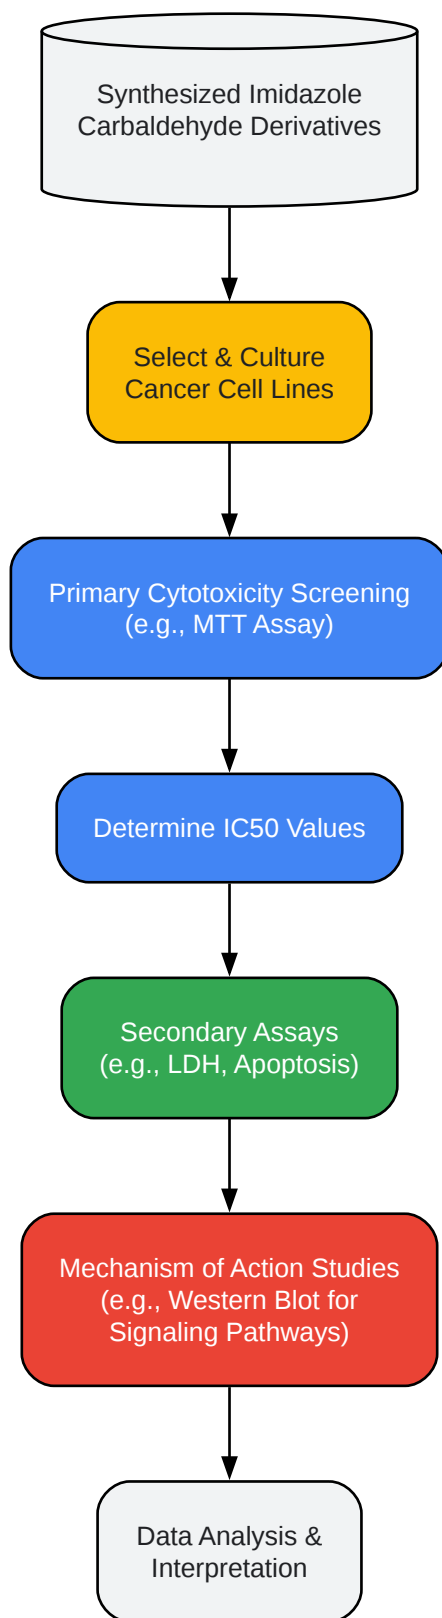 Synthesized Imidazole
Carbaldehyde Derivatives
Select & Culture
Cancer Cell Lines
Primary Cytotoxicity Screening
(e.g., MTT Assay)
Determine IC50 Values
Secondary Assays
(e.g., LDH, Apoptosis)
Mechanism of Action Studies
(e.g., Western Blot for
Signaling Pathways)
Data Analysis &
Interpretation